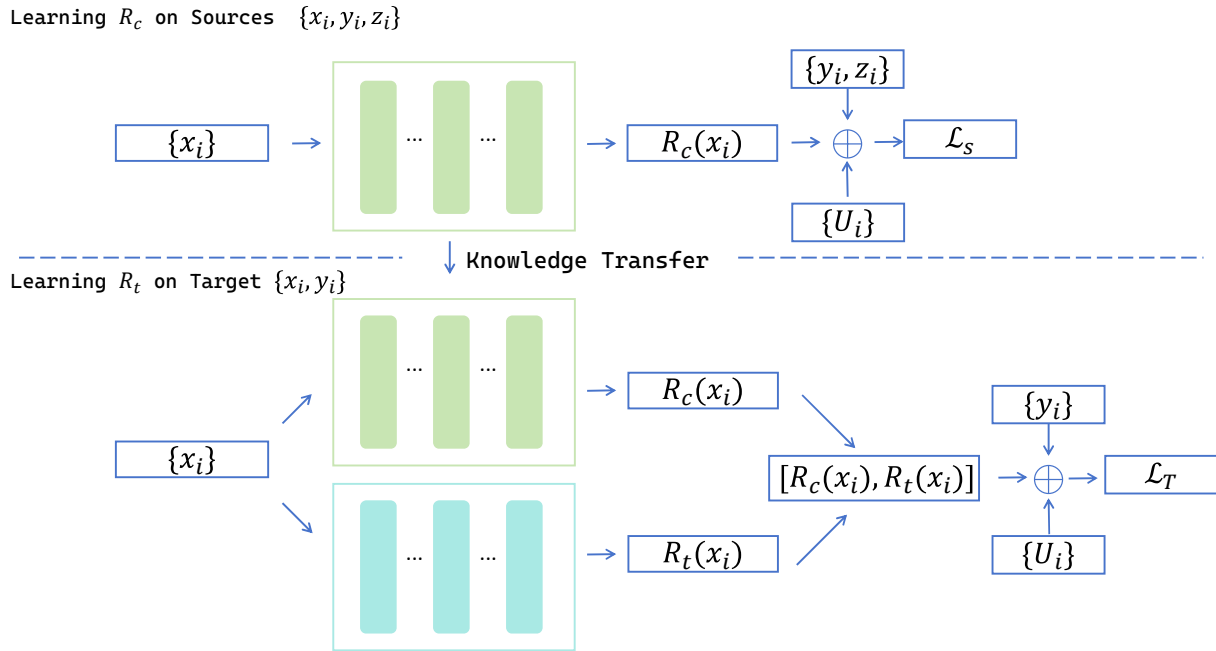 Learning R_c on Sources {x_i, y_i, z_i}
{y_i, z_i}
{x_i}
... ...
R_c(x_i)
ℒ_s
{U_i}
Knowledge Transfer
Learning R_t on Target {x_i, y_i}
... ...
R_c(x_i)
{y_i}
{x_i}
[R_c(x_i), R_t(x_i)]
ℒ_T
... ...
R_t(x_i)
{U_i}